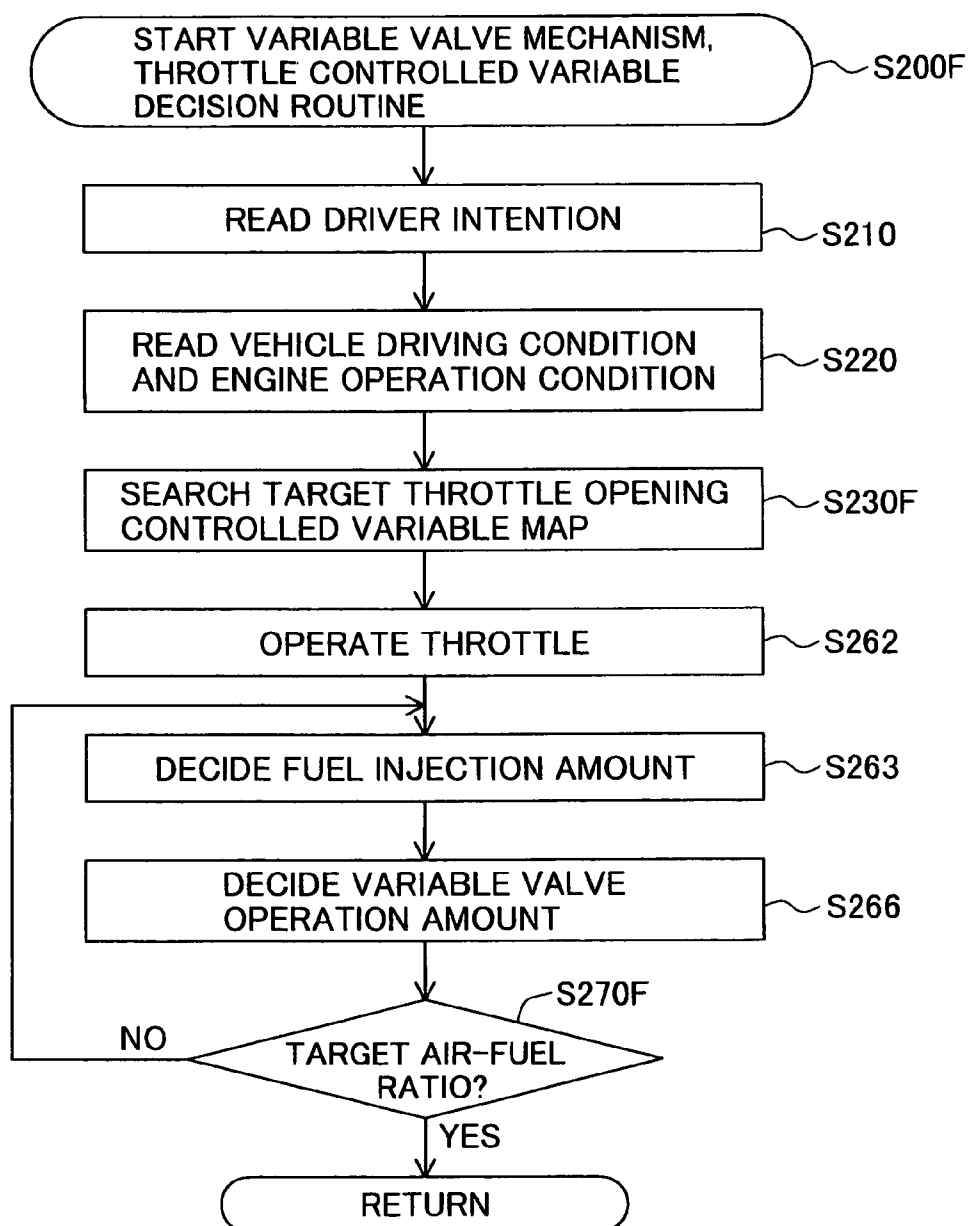 START VARIABLE VALVE MECHANISM,
THROTTLE CONTROLLED VARIABLE
DECISION ROUTINE
S200F
READ DRIVER INTENTION
S210
READ VEHICLE DRIVING CONDITION
AND ENGINE OPERATION CONDITION
S220
SEARCH TARGET THROTTLE OPENING
CONTROLLED VARIABLE MAP
S230F
OPERATE THROTTLE
S262
DECIDE FUEL INJECTION AMOUNT
S263
DECIDE VARIABLE VALVE
OPERATION AMOUNT
S266
S270F
NO
TARGET AIR-FUEL
RATIO?
YES
RETURN